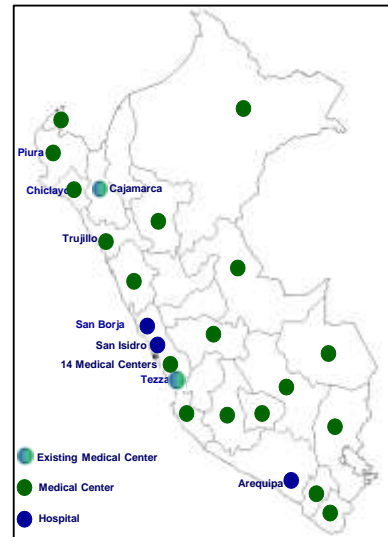 Piura
Chiclayo
Cajamarca
Trujillo
San Borja
San Isidro
14 Medical Centers
Tezza
Existing Medical Center
Medical Center
Arequipa
Hospital